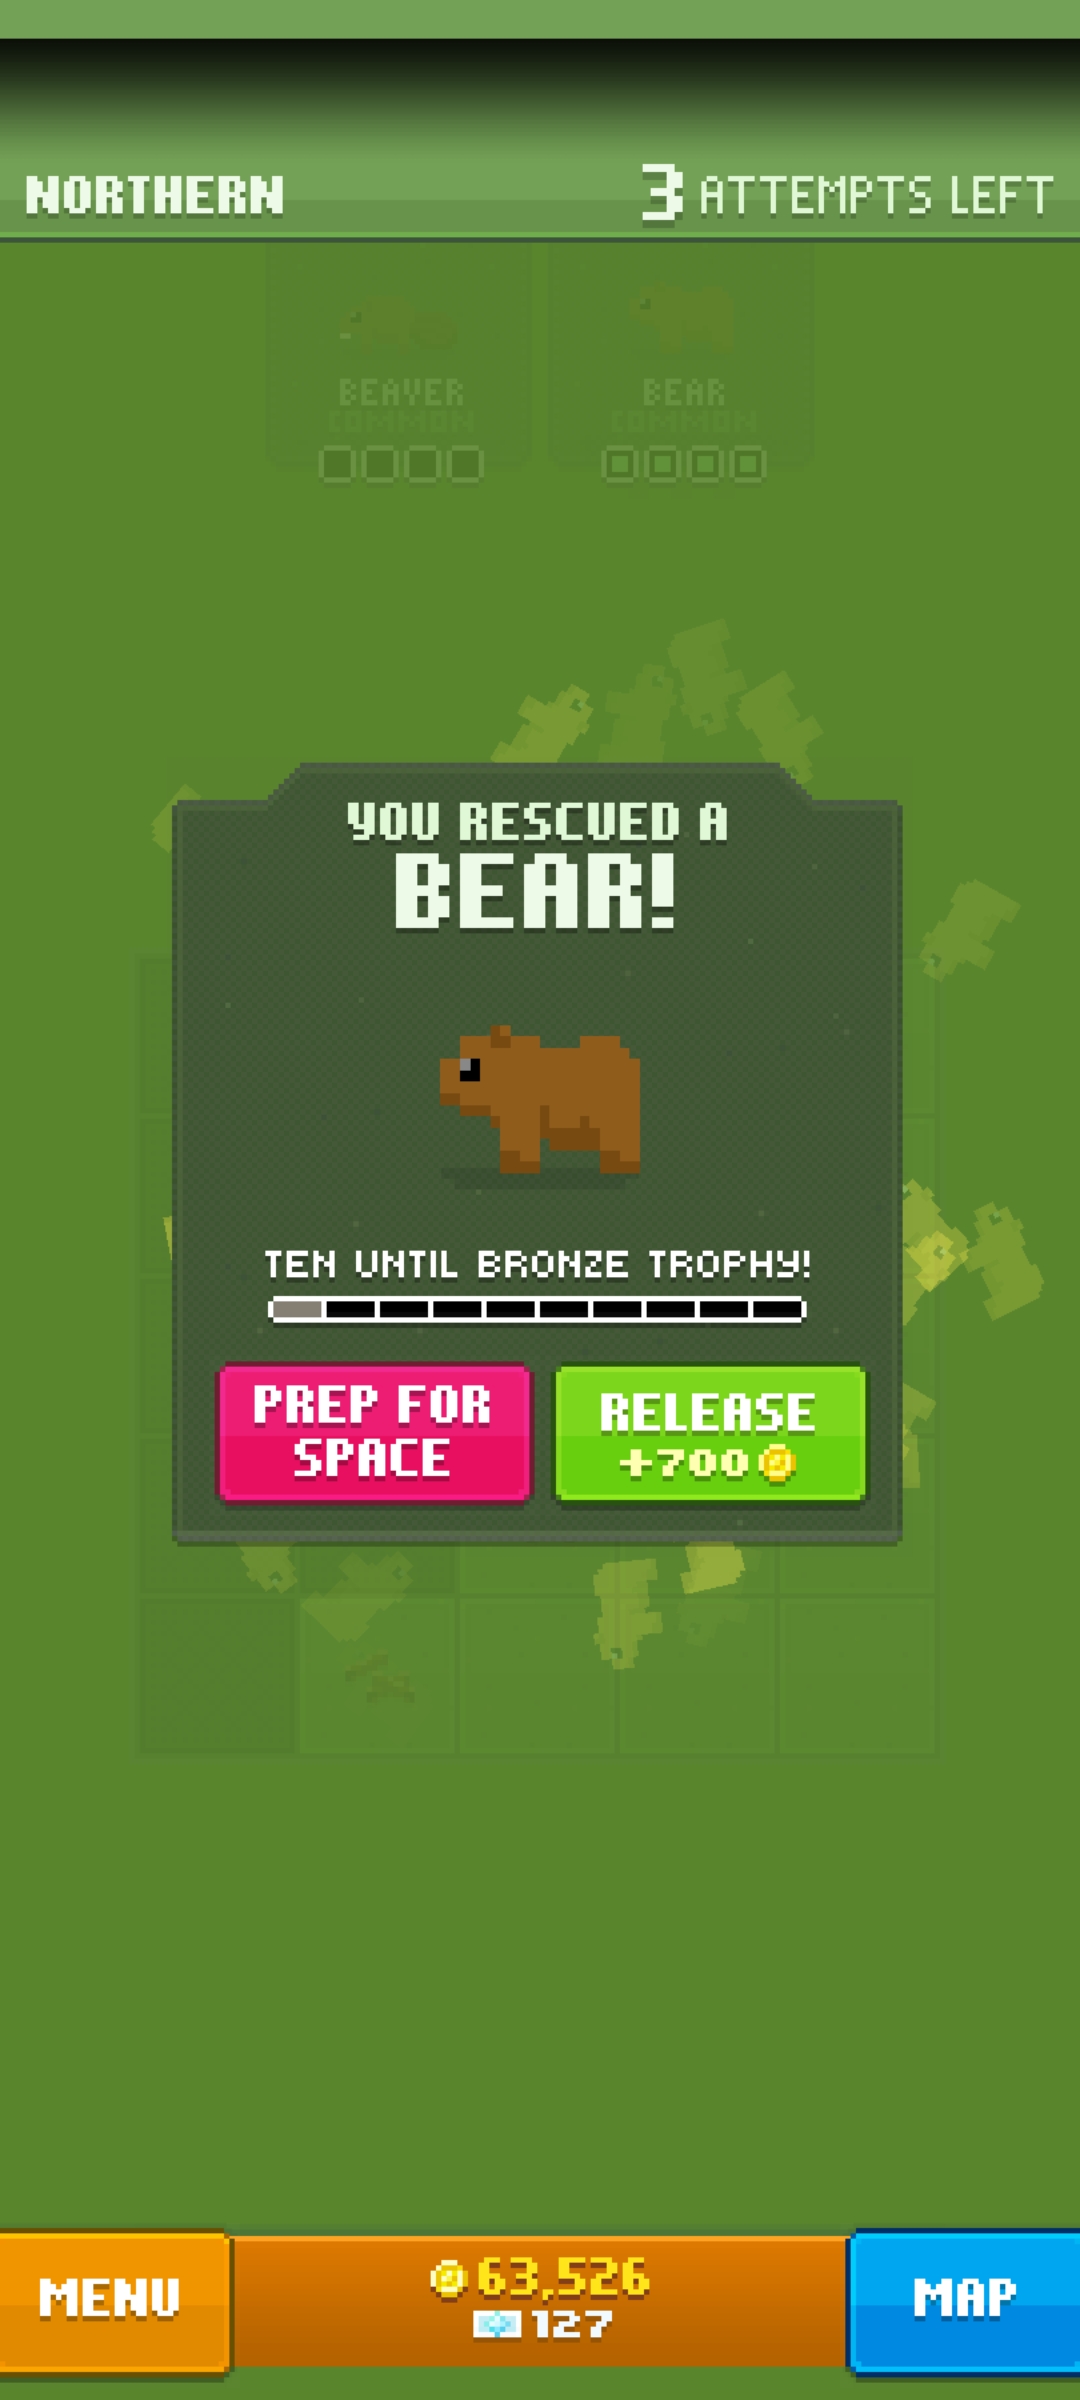 NORTHERN
3 ATTEMPTS LEFT
BEAVER
COMMON
BEAR
COMMON
YOU RESCUED A
BEAR!
TEN UNTIL BRONZE TROPHY!
PREP FOR
SPACE
RELEASE
+700
MENU
63,526
127
MAP